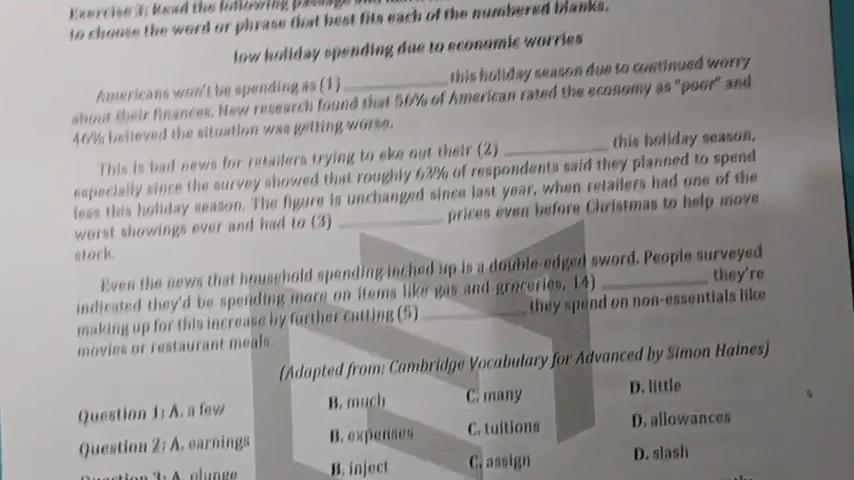 Exercise 3: Read the following passage and
to choose the word or phrase that best fits each of the numbered blanks.
low holiday spending due to economic worries
Americans won't be spending as (1) __________ this holiday season due to continued worry
about their finances. New research found that 56% of American rated the economy as "poor" and
46% believed the situation was getting worse.
This is bad news for retailers trying to eke out their (2) __________ this holiday season,
especially since the survey showed that roughly 63% of respondents said they planned to spend
less this holiday season. The figure is unchanged since last year, when retailers had one of the
worst showings ever and had to (3) __________ prices even before Christmas to help move
stock.
Even the news that household spending inched up is a double-edged sword. People surveyed
indicated they'd be spending more on items like gas and groceries, 14) __________ they're
making up for this increase by further cutting (5) __________ they spend on non-essentials like
movies or restaurant meals.
(Adapted from: Cambridge Vocabulary for Advanced by Simon Haines)
Question 1: A. a few B. much C. many D. little
Question 2: A. earnings B. expenses C. tuitions D. allowances
Question 3: A. plunge B. inject C. assign D. slash